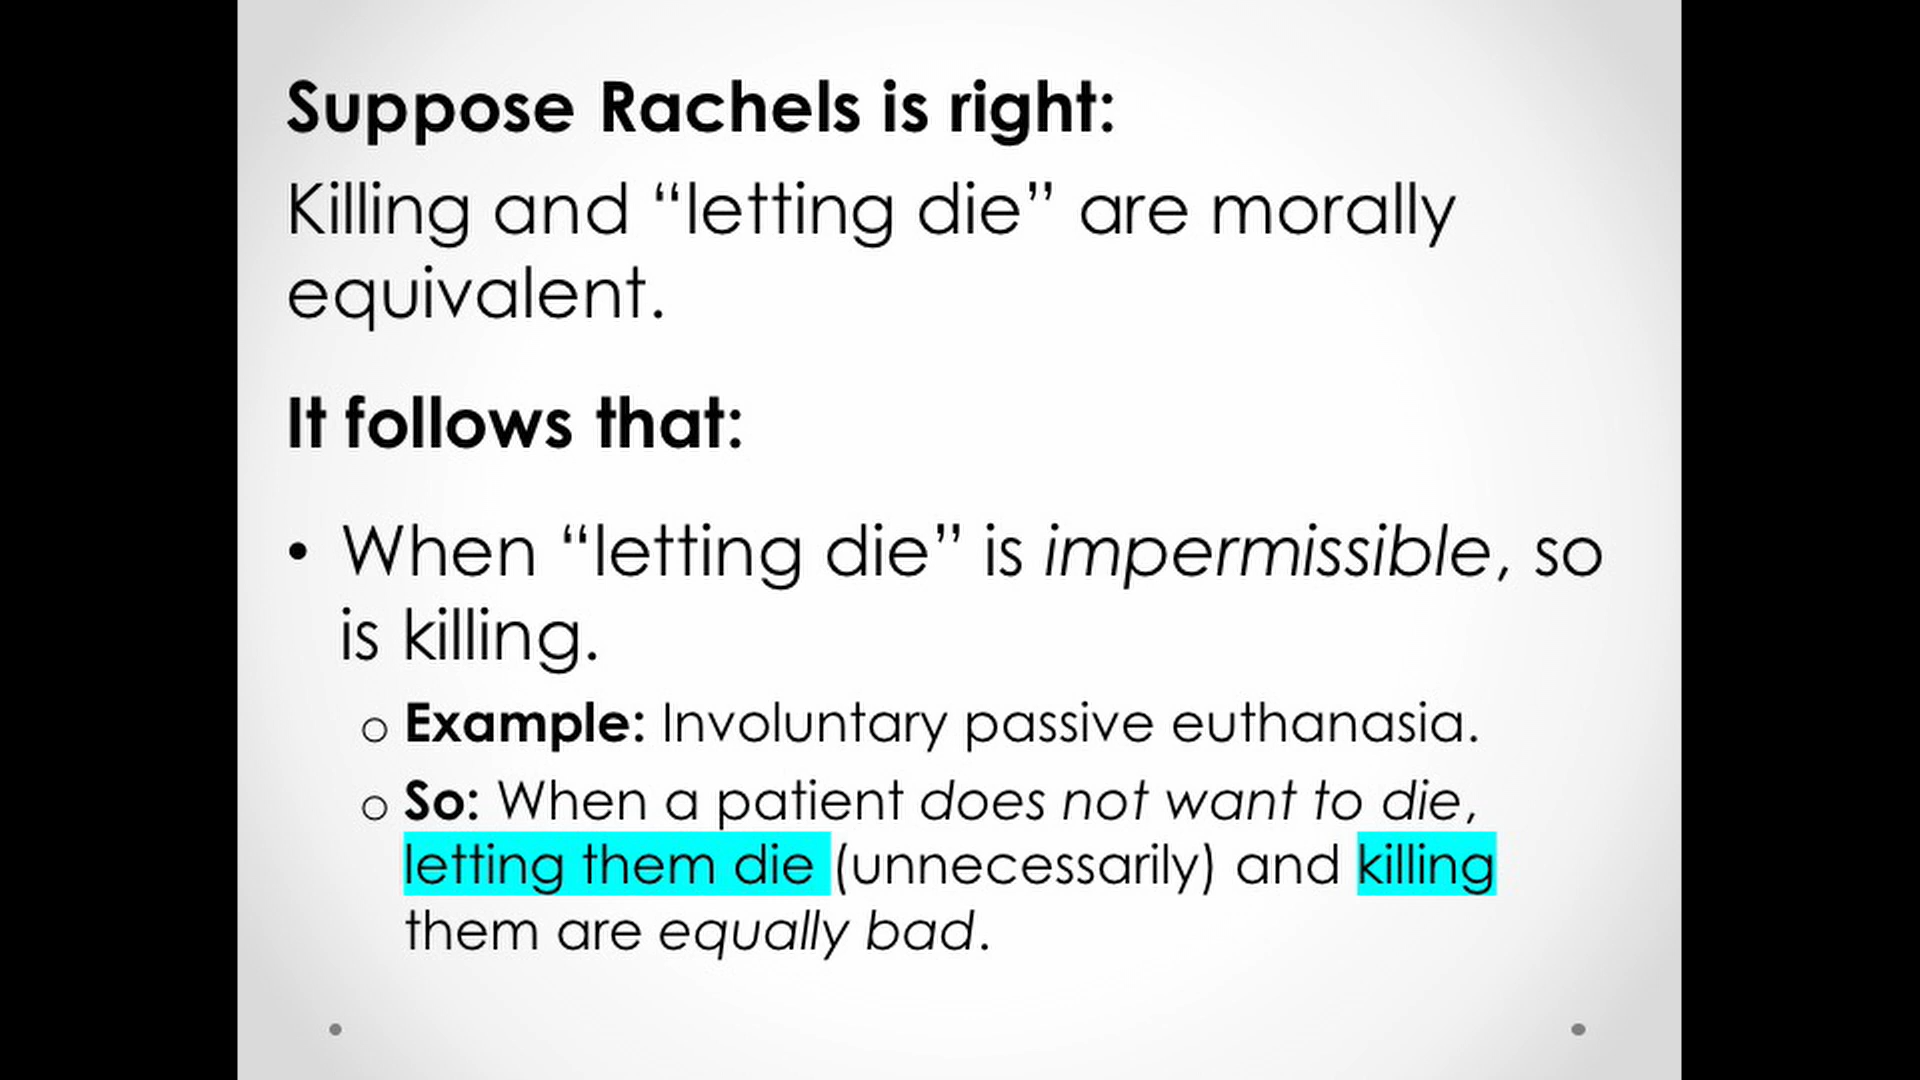 Suppose Rachels is right:
Killing and “letting die” are morally
equivalent.
It follows that:
• When “letting die” is impermissible, so
is killing.
o Example: Involuntary passive euthanasia.
o So: When a patient does not want to die,
letting them die (unnecessarily) and killing
them are equally bad.